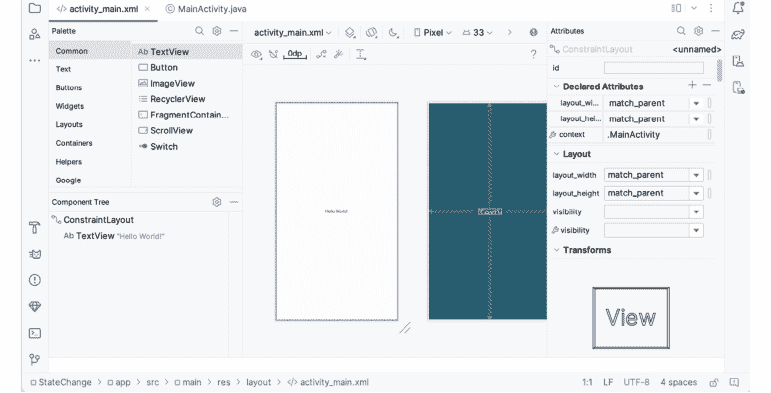 activity_main.xml
MainActivity.java
Palette
Common
Text
Buttons
Widgets
Layouts
Containers
Helpers
Google
Ab TextView
Button
ImageView
RecyclerView
FragmentContain...
ScrollView
Switch
Component Tree
ConstraintLayout
Ab TextView "Hello World!"
activity_main.xml
Pixel
33
0dp
?
Hello World!
Attributes
ConstraintLayout
<unnamed>
id
Declared Attributes
layout_wi... match_parent
layout_hei... match_parent
context .MainActivity
Layout
layout_width match_parent
layout_height match_parent
visibility
visibility
Transforms
View
StateChange > app > src > main > res > layout > activity_main.xml
1:1 LF UTF-8 4 spaces